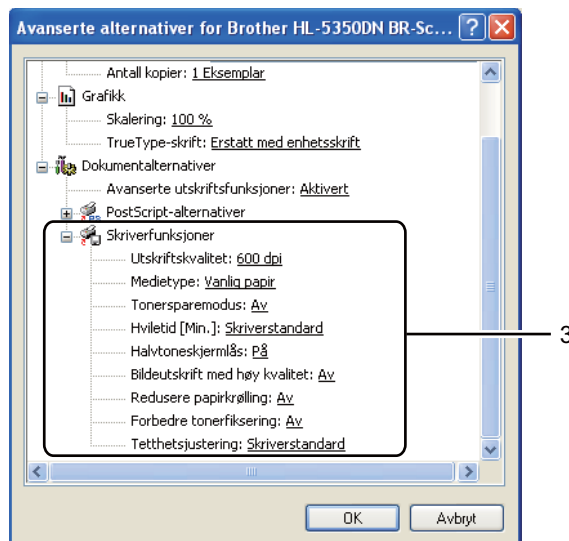 Avanserte alternativer for Brother HL-5350DN BR-Sc...
Antall kopier: 1 Eksemplar
Grafikk
Skalering: 100 %
TrueType-skrift: Erstatt med enhetsskrift
Dokumentalternativer
Avanserte utskriftsfunksjoner: Aktivert
PostScript-alternativer
Skriverfunksjoner
Utskriftskvalitet: 600 dpi
Medietype: Vanlig papir
Tonersparemodus: Av
Hviletid [Min.]: Skriverstandard
Halvtoneskjermlås: På
3
Bildeutskrift med høy kvalitet: Av
Redusere papirkrølling: Av
Forbedre tonerfiksering: Av
Tetthetsjustering: Skriverstandard
OK
Avbryt